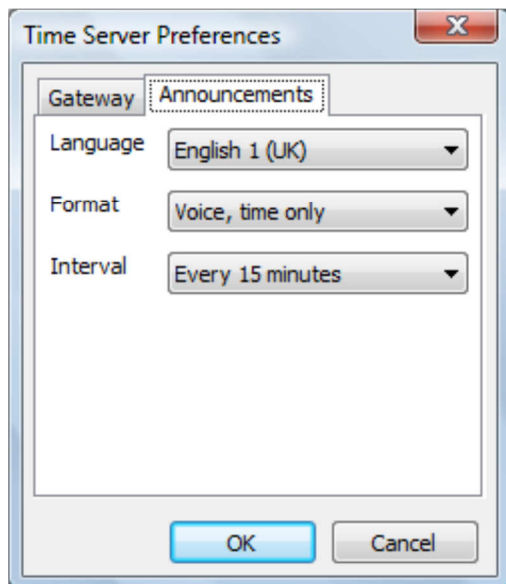 Time Server Preferences
Gateway Announcements
Language English 1 (UK)
Format Voice, time only
Interval Every 15 minutes
OK Cancel